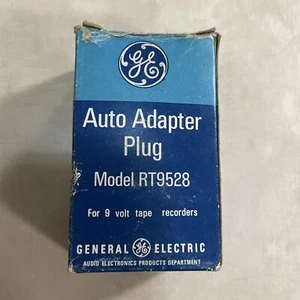 GE
Auto Adapter
Plug
Model RT9528
For 9 volt tape recorders
GENERAL GE ELECTRIC
AUDIO ELECTRONICS PRODUCTS DEPARTMENT